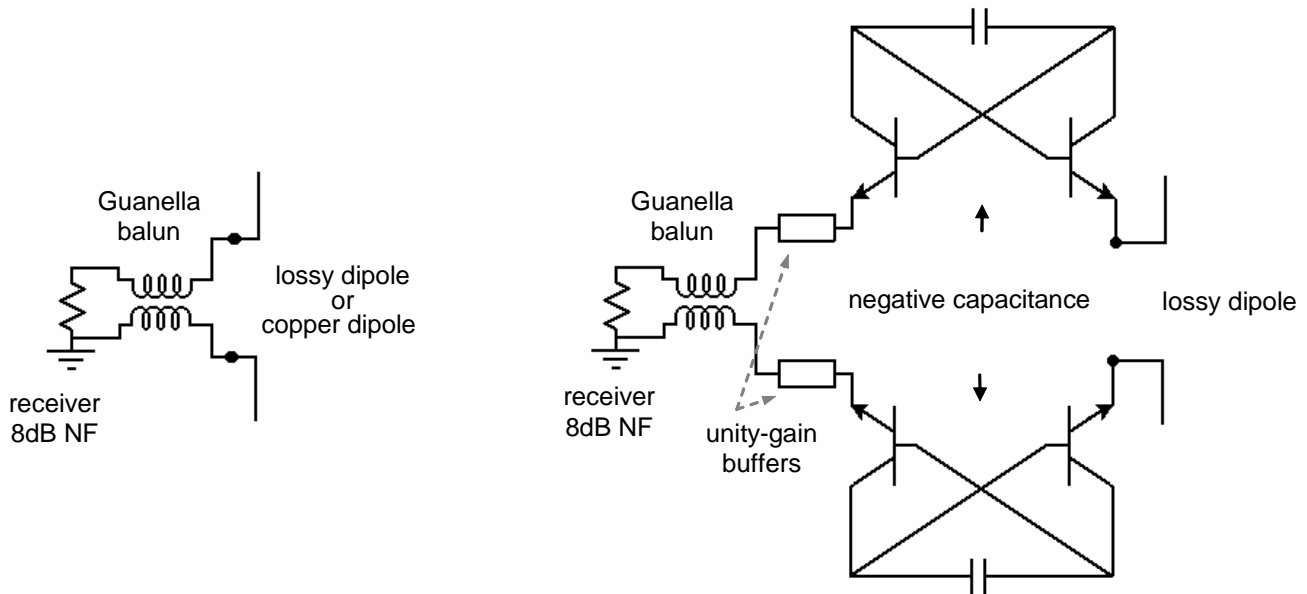 Guanella
balun
lossy dipole
or
copper dipole
receiver
8dB NF
Guanella
balun
negative capacitance
lossy dipole
receiver
8dB NF
unity-gain
buffers